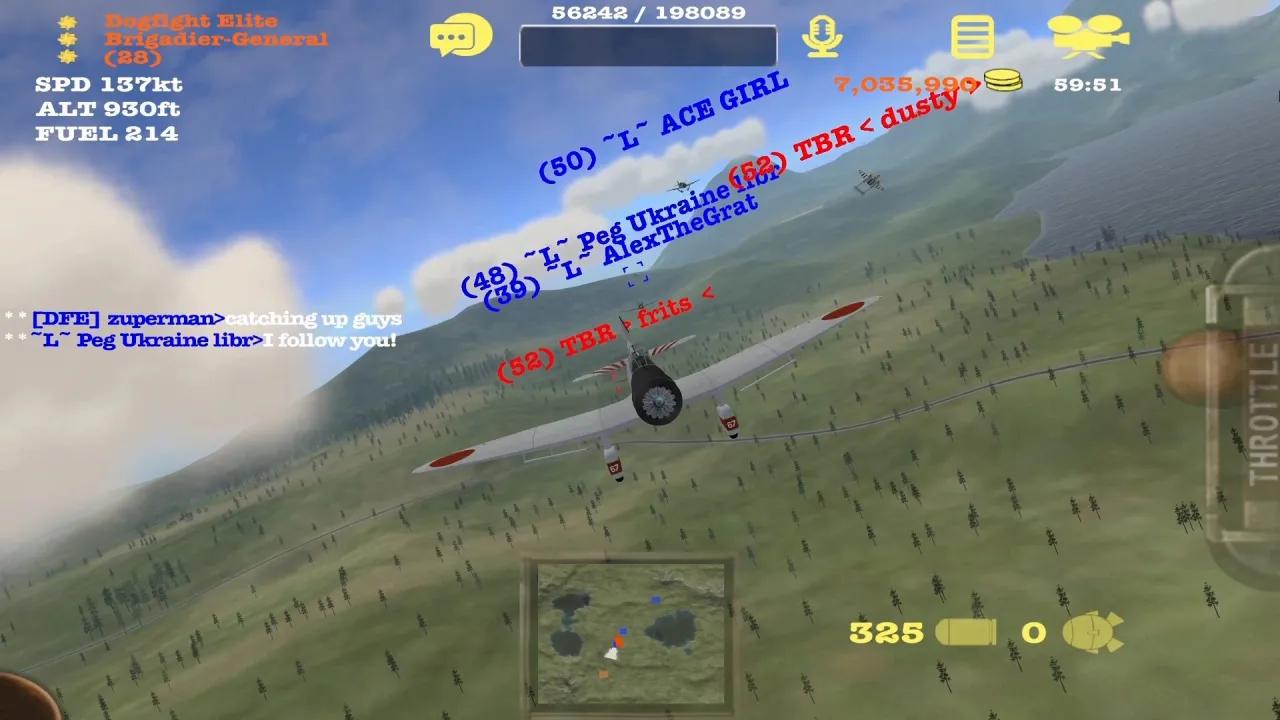 Dogfight Elite
Brigadier-General
(28)
SPD 137kt
ALT 930ft
FUEL 214
56242 / 198089
7,035,990
59:51
(50) ~L~ ACE GIRL
(52) TBR < dusty >
(48) ~L~ Peg Ukraine libr
(39) ~L~ AlexTheGrat
(52) TBR > frits <
**[DFE] zuperman>catching up guys
**~L~ Peg Ukraine libr>I follow you!
67
67
THROTTLE
325
0